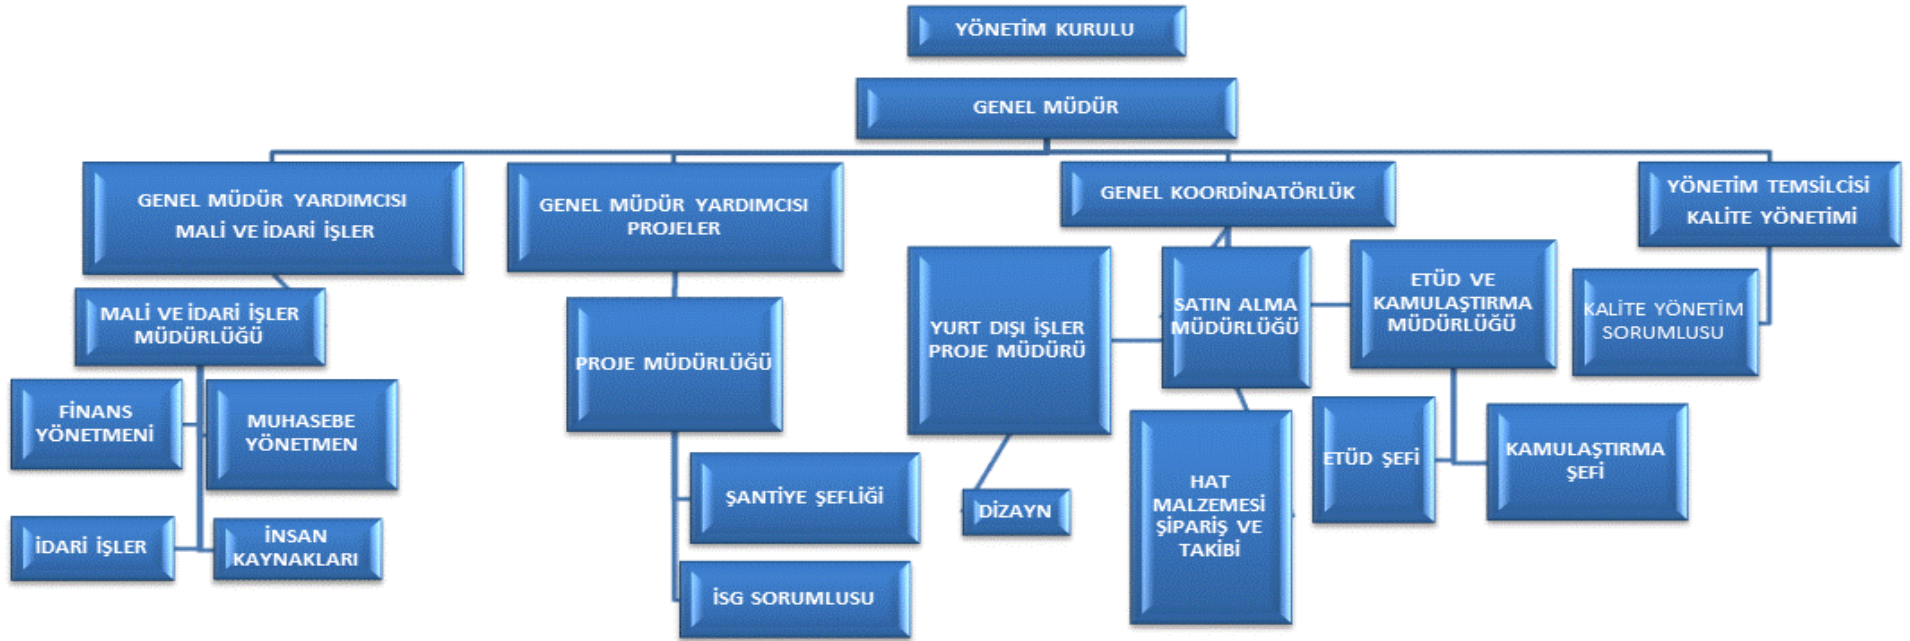 YÖNETİM KURULU
GENEL MÜDÜR
GENEL MÜDÜR YARDIMCISI
MALİ VE İDARİ İŞLER
GENEL MÜDÜR YARDIMCISI
PROJELER
GENEL KOORDİNATÖRLÜK
YÖNETİM TEMSİLCİSİ
KALİTE YÖNETİMİ
MALİ VE İDARİ İŞLER
MÜDÜRLÜĞÜ
PROJE MÜDÜRLÜĞÜ
YURT DIŞI İŞLER
PROJE MÜDÜRÜ
SATIN ALMA
MÜDÜRLÜĞÜ
ETÜD VE
KAMULAŞTIRMA
MÜDÜRLÜĞÜ
KALİTE YÖNETİM
SORUMLUSU
FİNANS
YÖNETMENİ
MUHASEBE
YÖNETMEN
ŞANTİYE ŞEFLİĞİ
DİZAYN
HAT
MALZEMESİ
ŞİPARİŞ VE
TAKİBİ
ETÜD ŞEFİ
KAMULAŞTIRMA
ŞEFİ
İDARİ İŞLER
İNSAN
KAYNAKLARI
İSG SORUMLUSU